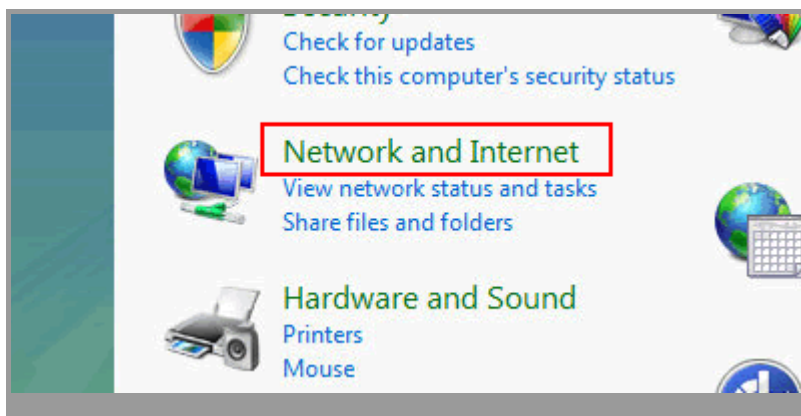 Security
Check for updates
Check this computer's security status
Network and Internet
View network status and tasks
Share files and folders
Hardware and Sound
Printers
Mouse